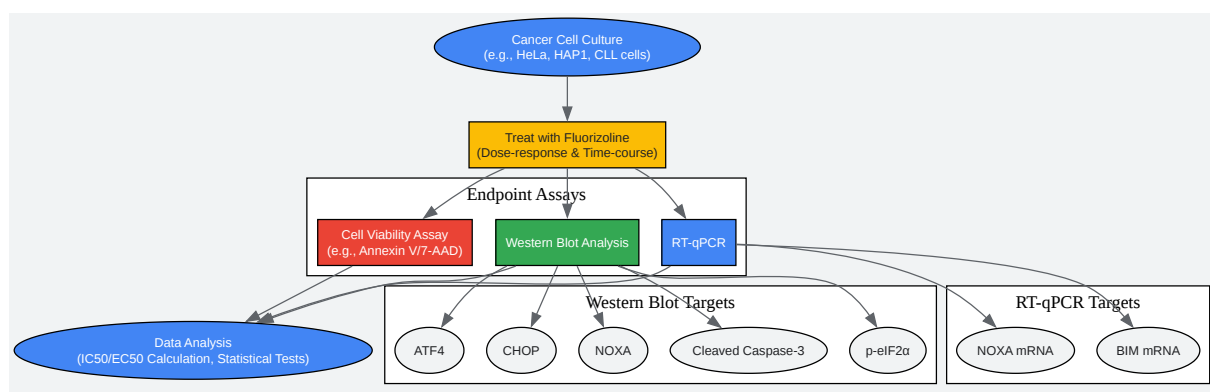 Cancer Cell Culture
(e.g., HeLa, HAP1, CLL cells)
Treat with Fluorizoline
(Dose-response & Time-course)
Endpoint Assays
Cell Viability Assay
(e.g., Annexin V/7-AAD)
Western Blot Analysis
RT-qPCR
Western Blot Targets
RT-qPCR Targets
Data Analysis
(IC50/EC50 Calculation, Statistical Tests)
ATF4
CHOP
NOXA
Cleaved Caspase-3
p-eIF2α
NOXA mRNA
BIM mRNA